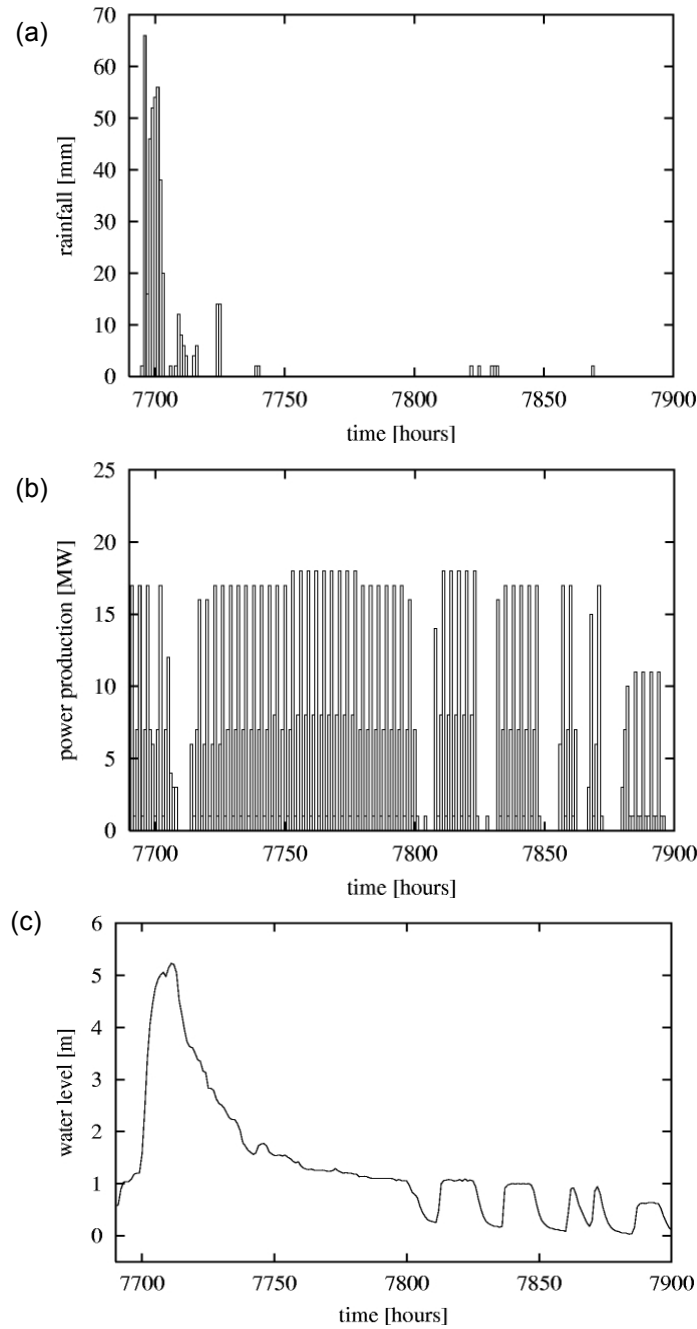 (a)
rainfall [mm]
70
60
50
40
30
20
10
0
7700 7750 7800 7850 7900
time [hours]
(b)
power production [MW]
25
20
15
10
5
0
7700 7750 7800 7850 7900
time [hours]
(c)
water level [m]
6
5
4
3
2
1
0
7700 7750 7800 7850 7900
time [hours]